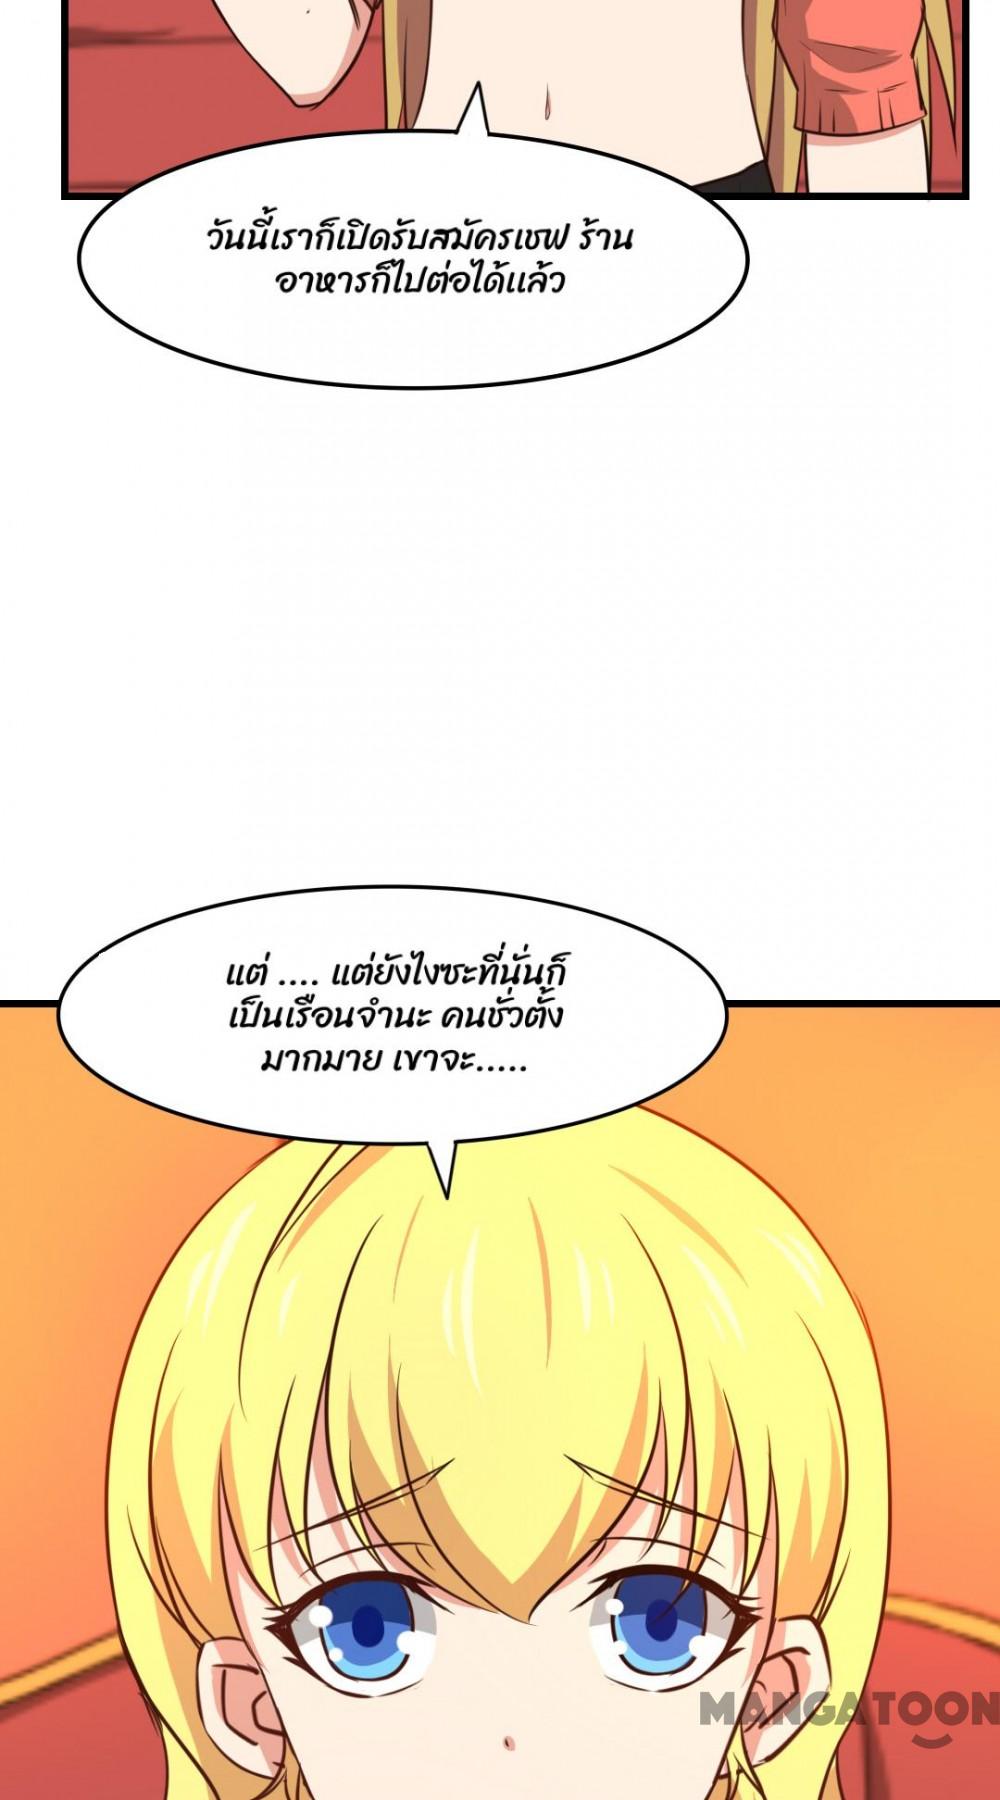 วันนี้เราก็เปิดรับสมัครเชฟ ร้าน
อาหารก็ไปต่อได้แล้ว
แต่ .... แต่ยังไงซะที่นั่นก็
เป็นเรือนจำนะ คนชั่วตั้ง
มากมาย เขาจะ.....
MANGATOON